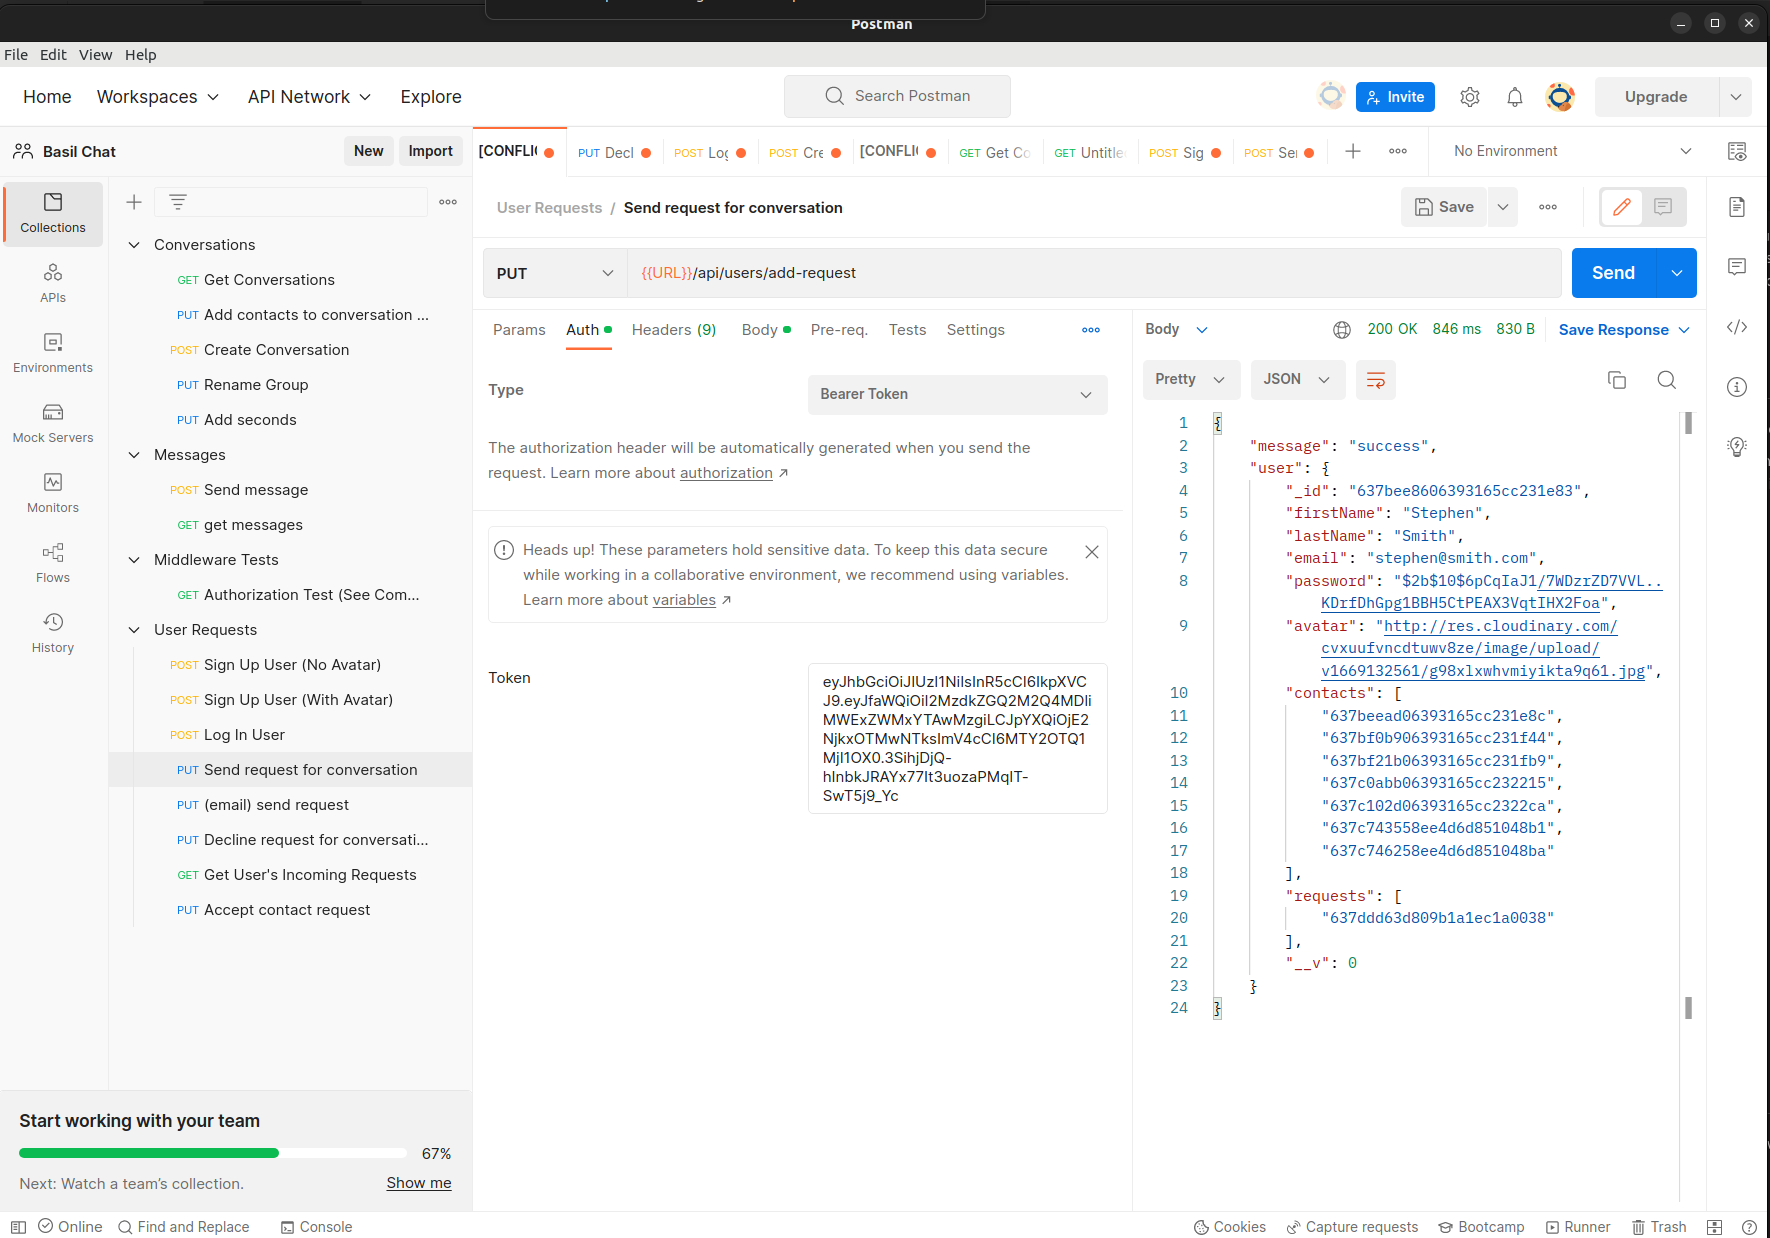 Postman
File Edit View Help
Home Workspaces API Network Explore
Search Postman
Invite
Upgrade
Basil Chat
New
Import
[CONFLI
PUT Decl
POST
POST Cre
[CONFLI
GET Get Co
GET Untitle
POST Sig
POST
No Environment
Collections
APIs
Environments
Mock Servers
Monitors
Flows
History
Conversations
GET Get Conversations
PUT Add contacts to conversation ...
POST Create Conversation
PUT Rename Group
PUT Add seconds
Messages
POST Send message
GET get messages
Middleware Tests
GET Authorization Test (See Com...
User Requests
POST Sign Up User (No Avatar)
POST Sign Up User (With Avatar)
POST Log In User
PUT Send request for conversation
PUT (email) send request
PUT Decline request for conversati...
GET Get User's Incoming Requests
PUT Accept contact request
Start working with your team
67%
Next: Watch a team's collection.
Show me
User Requests / Send request for conversation
Save
PUT
{{URL}}/api/users/add-request
Send
Params Auth Headers (9) Body Pre-req. Tests Settings
Type
Bearer Token
The authorization header will be automatically generated when you send the
request. Learn more about authorization ↗
Heads up! These parameters hold sensitive data. To keep this data secure
while working in a collaborative environment, we recommend using variables.
Learn more about variables ↗
Token
Body
200 OK 846 ms 830 B
Save Response
Pretty
JSON
1 {
2 "message": "success",
3 "user": {
4 "_id": "637bee8606393165cc231e83",
5 "firstName": "Stephen",
6 "lastName": "Smith",
7 "email": "stephen@smith.com",
8 "password": "$2b$10$6pCqIaJ1/7WDzrZD7VVL..
KDrfDhGpg1BBH5CtPEAX3VqtIHX2Foa",
9 "avatar": "http://res.cloudinary.com/
cvxuufvncdtuwv8ze/image/upload/
v1669132561/g98xlxwhvmiyikta9q61.jpg",
10 "contacts": [
11 "637beead06393165cc231e8c",
12 "637bf0b906393165cc231f44",
13 "637bf21b06393165cc231fb9",
14 "637c0abb06393165cc232215",
15 "637c102d06393165cc2322ca",
16 "637c743558ee4d6d851048b1",
17 "637c746258ee4d6d851048ba"
18 ],
19 "requests": [
20 "637ddd63d809b1a1ec1a0038"
21 ],
22 "__v": 0
23 }
24 }
Online
Find and Replace
Console
Cookies
Capture requests
Bootcamp
Runner
Trash